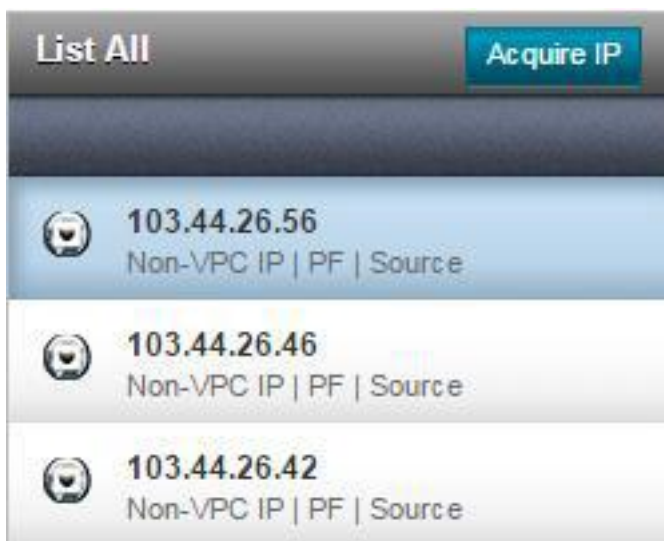 List All
Acquire IP
103.44.26.56
Non-VPC IP | PF | Source
103.44.26.46
Non-VPC IP | PF | Source
103.44.26.42
Non-VPC IP | PF | Source